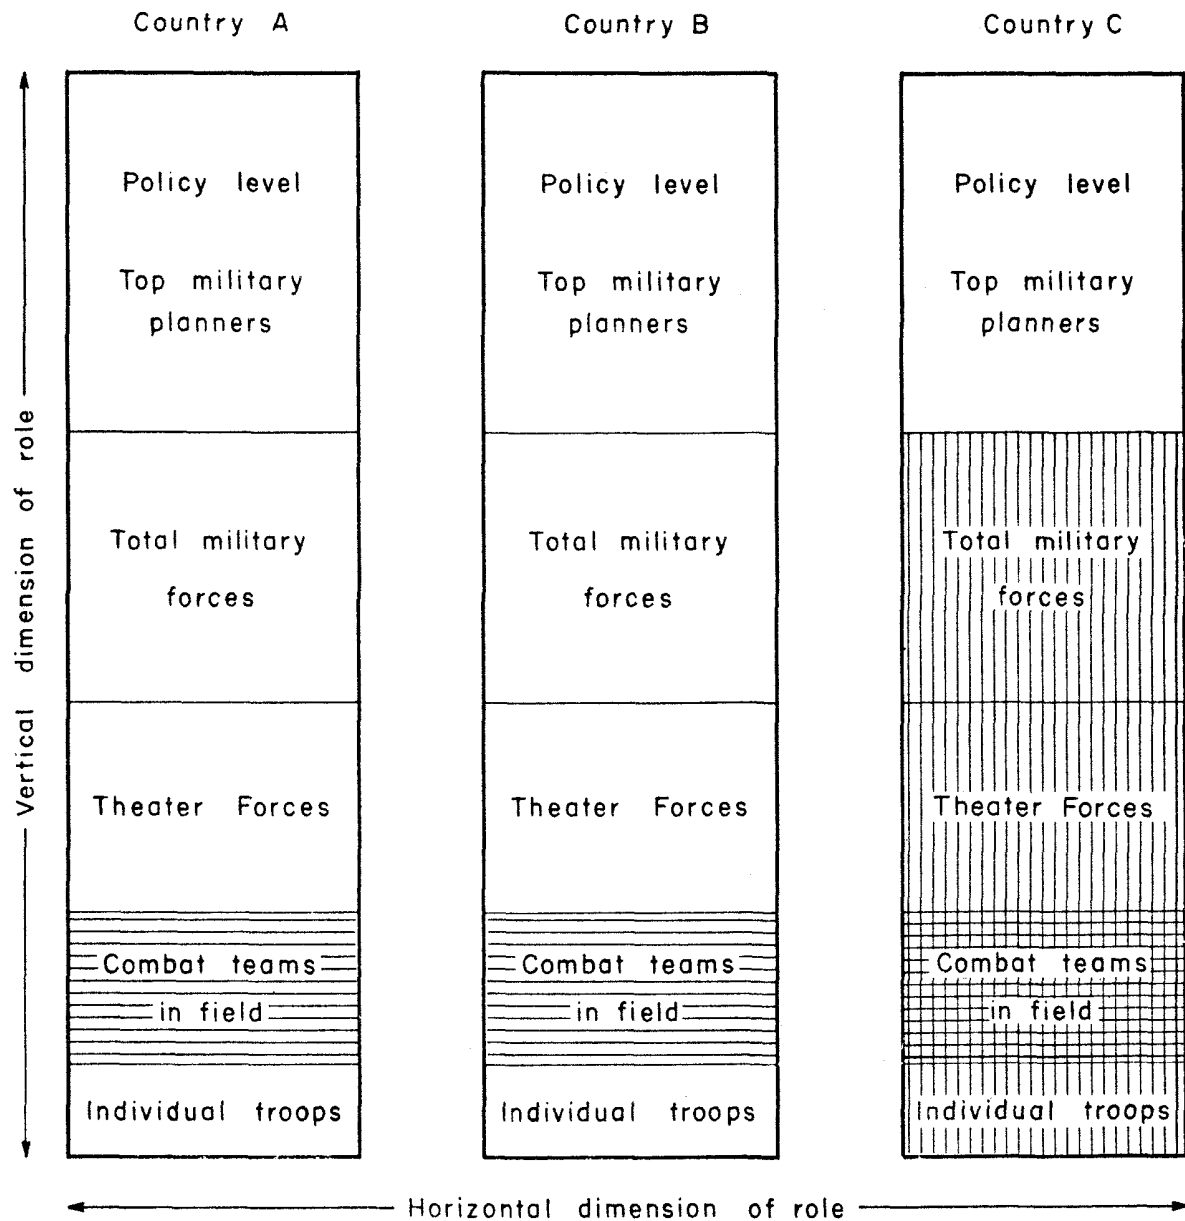 Country A
Country B
Country C
Vertical dimension of role
Policy level
Top military
planners
Total military
forces
Theater Forces
Combat teams
in field
Individual troops
Policy level
Top military
planners
Total military
forces
Theater Forces
Combat teams
in field
Individual troops
Policy level
Top military
planners
Total military
forces
Theater Forces
Combat teams
in field
Individual troops
Horizontal dimension of role